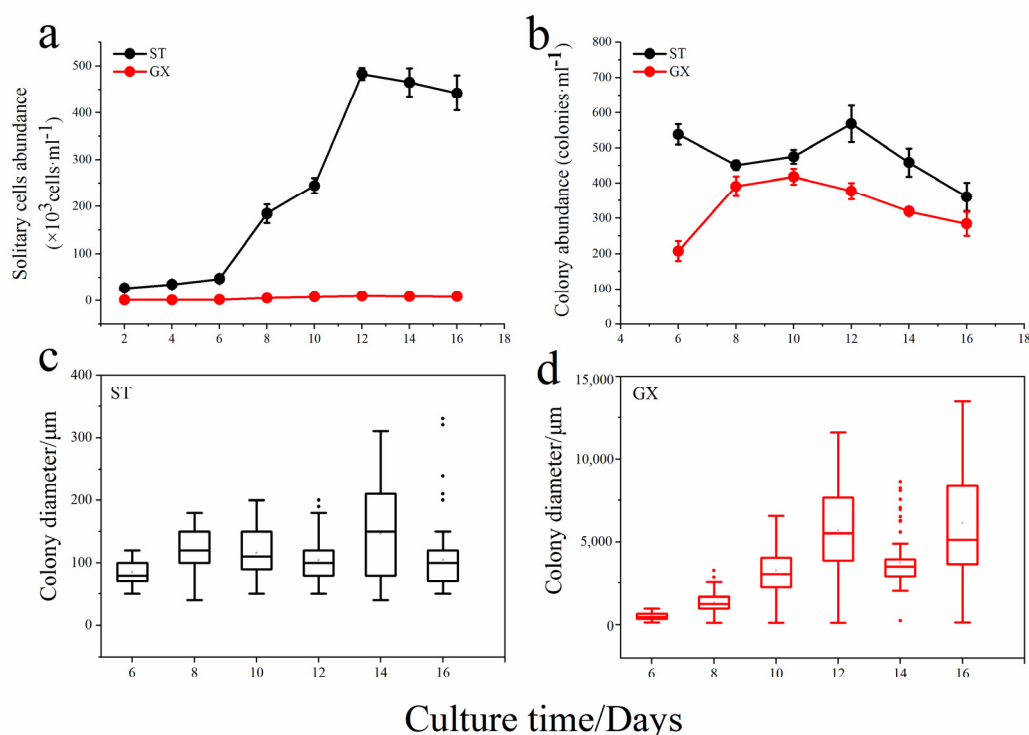 a
ST
GX
Solitary cells abundance
(×10³cells·ml⁻¹)
500
400
300
200
100
0
2 4 6 8 10 12 14 16 18
b
ST
GX
Colony abundance (colonies·ml⁻¹)
800
700
600
500
400
300
200
100
0
4 6 8 10 12 14 16 18
c
ST
Colony diameter/μm
400
300
200
100
0
6 8 10 12 14 16
d
GX
Colony diameter/μm
15,000
10,000
5,000
0
6 8 10 12 14 16
Culture time/Days